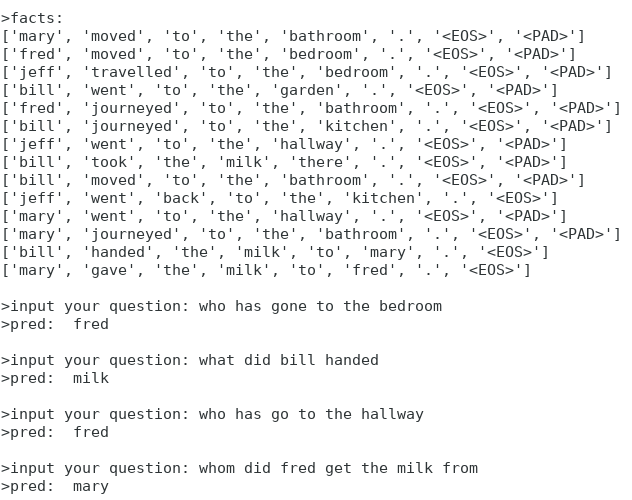 >facts:
['mary', 'moved', 'to', 'the', 'bathroom', '.', '<EOS>', '<PAD>']
['fred', 'moved', 'to', 'the', 'bedroom', '.', '<EOS>', '<PAD>']
['jeff', 'travelled', 'to', 'the', 'bedroom', '.', '<EOS>', '<PAD>']
['bill', 'went', 'to', 'the', 'garden', '.', '<EOS>', '<PAD>']
['fred', 'journeyed', 'to', 'the', 'bathroom', '.', '<EOS>', '<PAD>']
['bill', 'journeyed', 'to', 'the', 'kitchen', '.', '<EOS>', '<PAD>']
['jeff', 'went', 'to', 'the', 'hallway', '.', '<EOS>', '<PAD>']
['bill', 'took', 'the', 'milk', 'there', '.', '<EOS>', '<PAD>']
['bill', 'moved', 'to', 'the', 'bathroom', '.', '<EOS>', '<PAD>']
['jeff', 'went', 'back', 'to', 'the', 'kitchen', '.', '<EOS>']
['mary', 'went', 'to', 'the', 'hallway', '.', '<EOS>', '<PAD>']
['mary', 'journeyed', 'to', 'the', 'bathroom', '.', '<EOS>', '<PAD>']
['bill', 'handed', 'the', 'milk', 'to', 'mary', '.', '<EOS>']
['mary', 'gave', 'the', 'milk', 'to', 'fred', '.', '<EOS>']
>input your question: who has gone to the bedroom
>pred:  fred
>input your question: what did bill handed
>pred:  milk
>input your question: who has go to the hallway
>pred:  fred
>input your question: whom did fred get the milk from
>pred:  mary